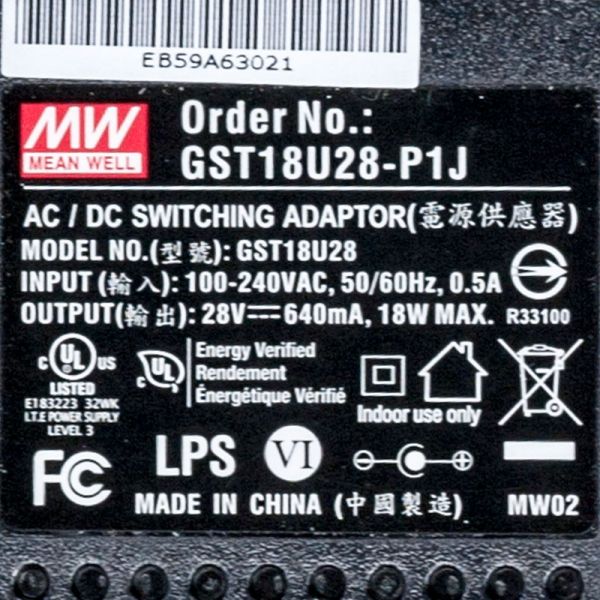 EB59A63021
MW
MEAN WELL
Order No.:
GST18U28-P1J
AC / DC SWITCHING ADAPTOR(電源供應器)
MODEL NO.(型號): GST18U28
INPUT (輸入): 100-240VAC, 50/60Hz, 0.5A
OUTPUT(輸出): 28V⎓640mA, 18W MAX.
R33100
c UL US
LISTED
E183223 32WK
I.T.E POWER SUPPLY
LEVEL 3
c UL
Energy Verified
Rendement
Énergétique Vérifié
Indoor use only
FC
LPS
VI
MADE IN CHINA (中國製造)
MW02